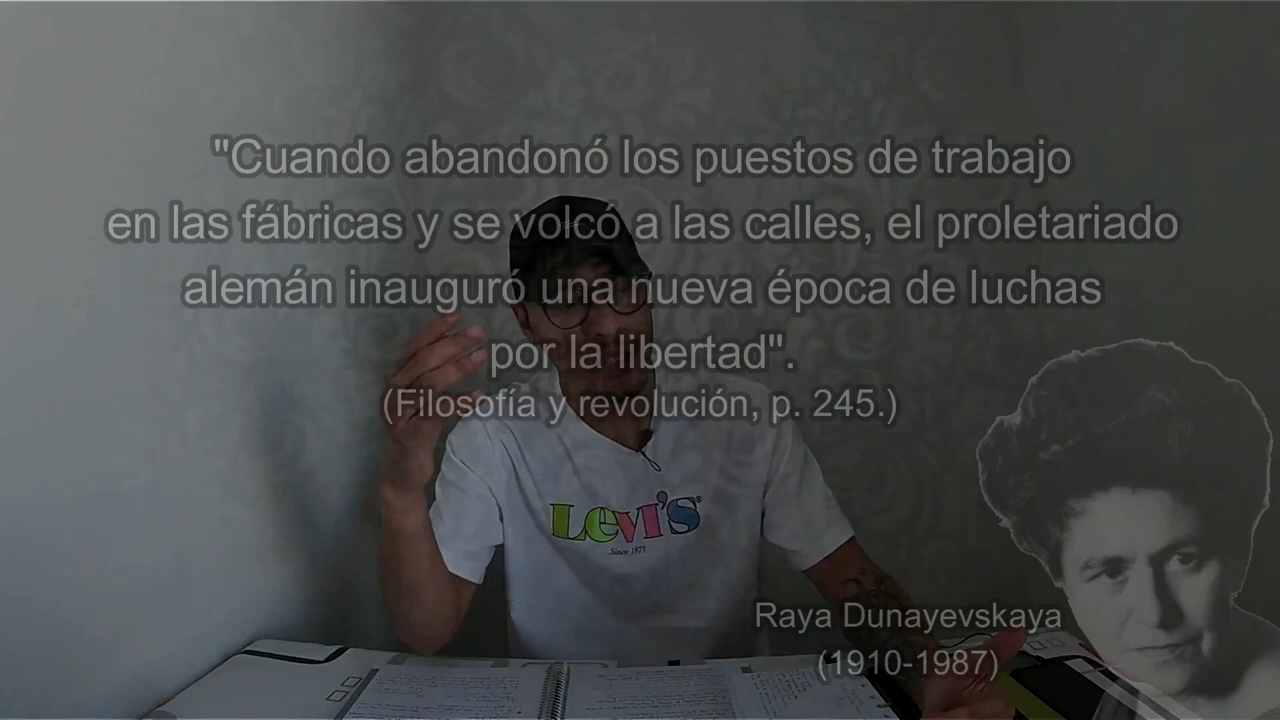 "Cuando abandonó los puestos de trabajo
en las fábricas y se volcó a las calles, el proletariado
alemán inauguró una nueva época de luchas
por la libertad".
(Filosofía y revolución, p. 245.)
LEVI'S®
Since 1873
Raya Dunayevskaya
(1910-1987)